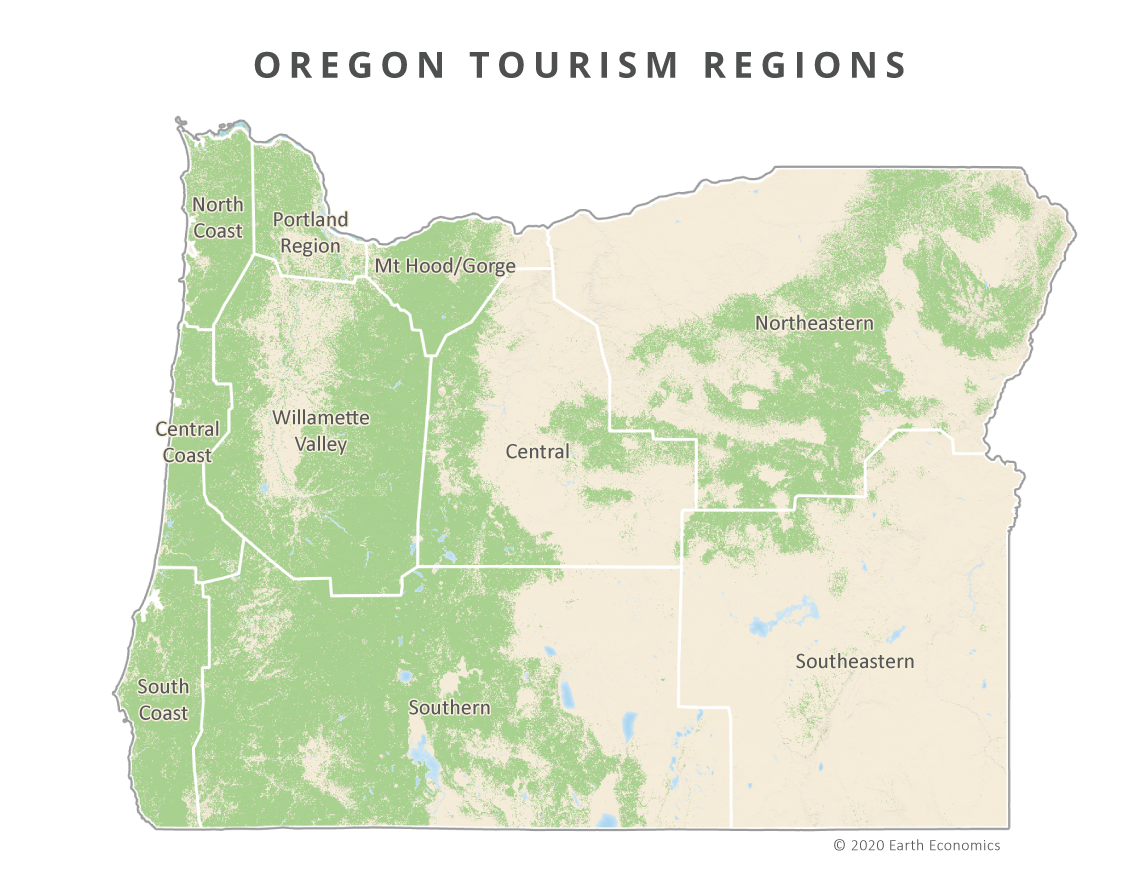 OREGON TOURISM REGIONS
North
Coast
Portland
Region
Mt Hood/Gorge
Northeastern
Willamette
Valley
Central
Coast
Central
Southeastern
South
Coast
Southern
© 2020 Earth Economics